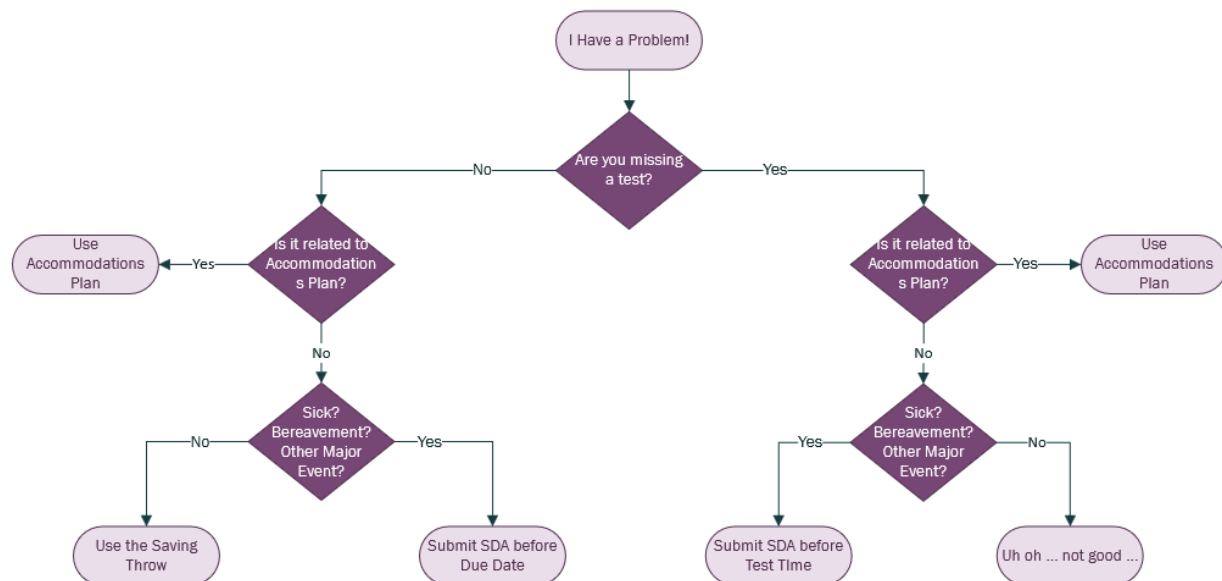 I Have a Problem!
Are you missing
a test?
No
Yes
Use
Accommodations
Plan
Yes
Is it related to
Accommodation
s Plan?
Is it related to
Accommodation
s Plan?
Yes
Use
Accommodations
Plan
No
No
Sick?
Bereavement?
Other Major
Event?
No
Yes
Sick?
Bereavement?
Other Major
Event?
Yes
No
Use the Saving
Throw
Submit SDA before
Due Date
Submit SDA before
Test TIme
Uh oh ... not good ...